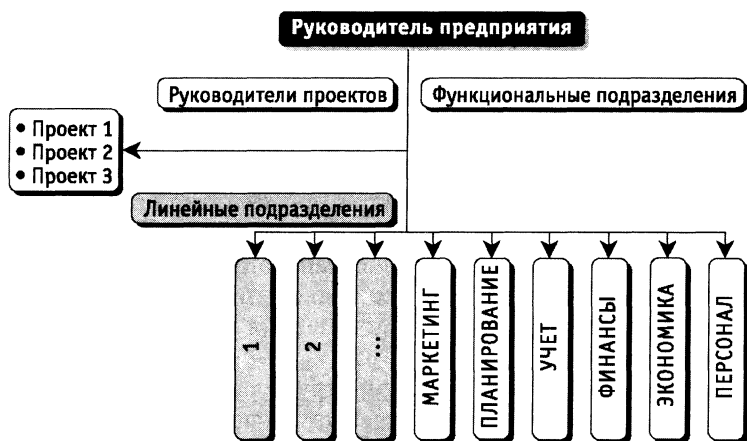 Руководитель предприятия
Руководители проектов
Функциональные подразделения
• Проект 1
• Проект 2
• Проект 3
Линейные подразделения
1
2
...
МАРКЕТИНГ
ПЛАНИРОВАНИЕ
УЧЕТ
ФИНАНСЫ
ЭКОНОМИКА
ПЕРСОНАЛ